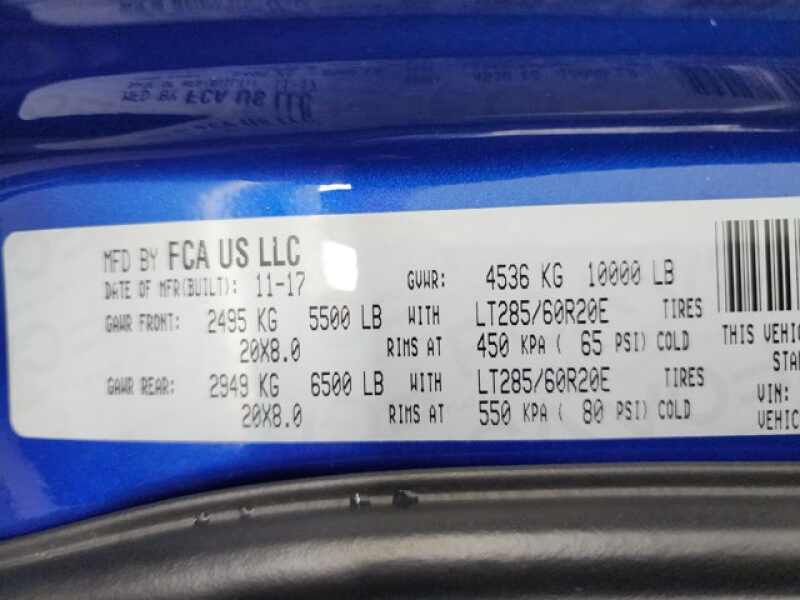 MFD BY FCA US LLC
DATE OF MFR(BUILT): 11-17 GVWR: 4536 KG 10000 LB
GAWR FRONT: 2495 KG 5500 LB WITH LT285/60R20E TIRES
20X8.0 RIMS AT 450 KPA ( 65 PSI) COLD
GAWR REAR: 2949 KG 6500 LB WITH LT285/60R20E TIRES
20X8.0 RIMS AT 550 KPA ( 80 PSI) COLD
THIS VEHIC
STAN
VIN:
VEHIC